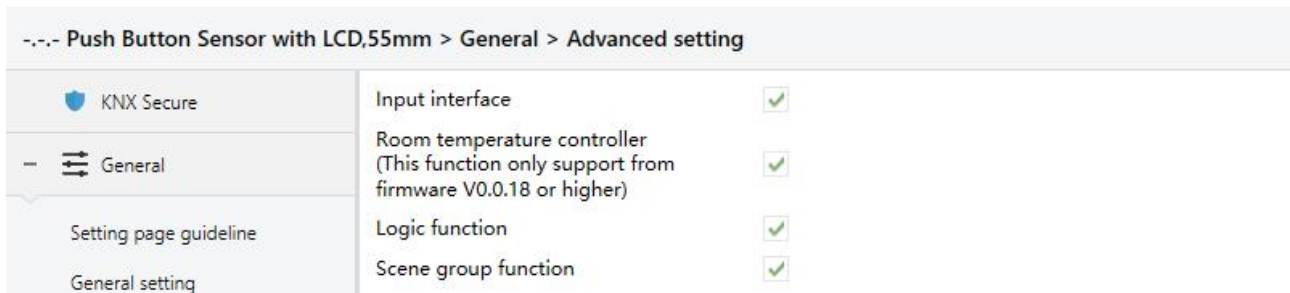 -.-.- Push Button Sensor with LCD,55mm > General > Advanced setting
KNX Secure
General
Setting page guideline
General setting
Input interface
Room temperature controller
(This function only support from
firmware V0.0.18 or higher)
Logic function
Scene group function